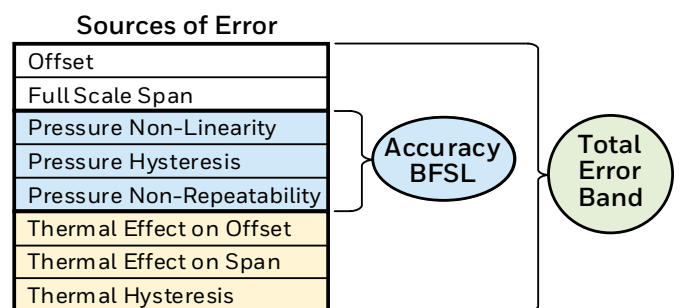 Sources of Error
Offset
Full Scale Span
Pressure Non-Linearity
Pressure Hysteresis
Pressure Non-Repeatability
Thermal Effect on Offset
Thermal Effect on Span
Thermal Hysteresis
Accuracy
BFSL
Total
Error
Band